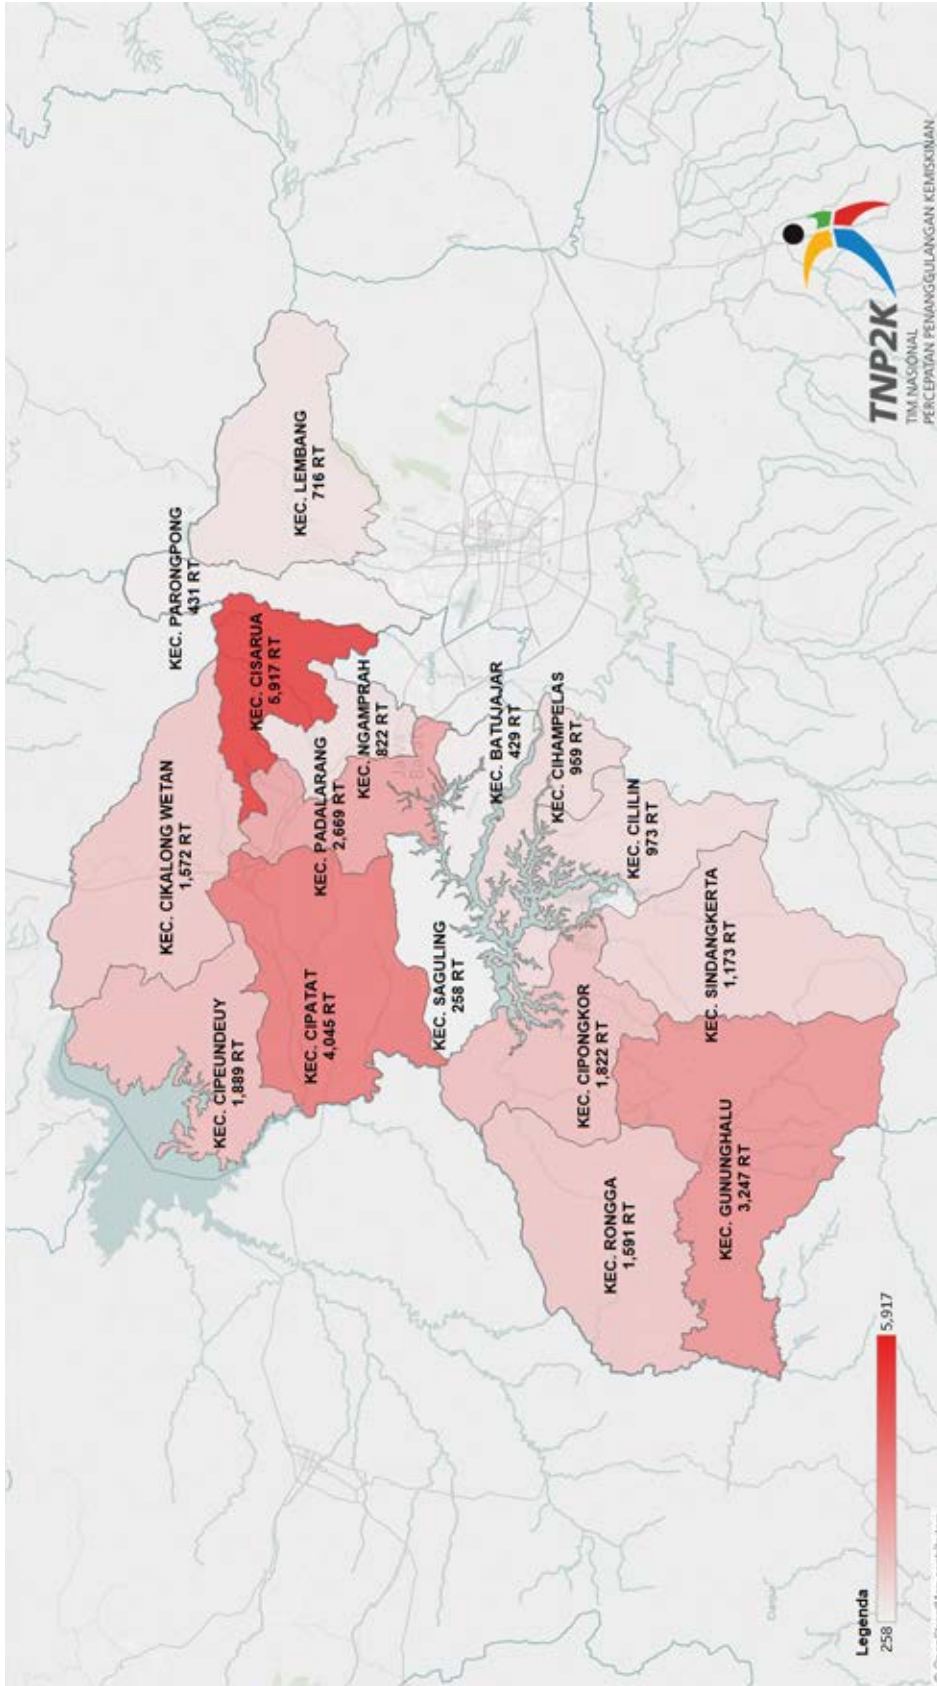 KEC. PARONGPONG
431 RT
KEC. LEMBANG
716 RT
KEC. CISARUA
5,917 RT
KEC. CIKALONG WETAN
1,572 RT
KEC. NGAMPRAH
822 RT
KEC. PADALARANG
2,669 RT
KEC. CIPEUNDEUY
1,889 RT
KEC. CIPATAT
4,045 RT
KEC. SAGULING
258 RT
KEC. BATUJAJAR
429 RT
KEC. CIHAMPELAS
959 RT
KEC. CILILIN
973 RT
KEC. CIPONGKOR
1,822 RT
KEC. SINDANGKERTA
1,173 RT
KEC. RONGGA
1,591 RT
KEC. GUNUNGHALU
3,247 RT
Legenda
258
5,917
TNP2K
TIM NASIONAL
PERCEPATAN PENANGGULANGAN KEMISKINAN